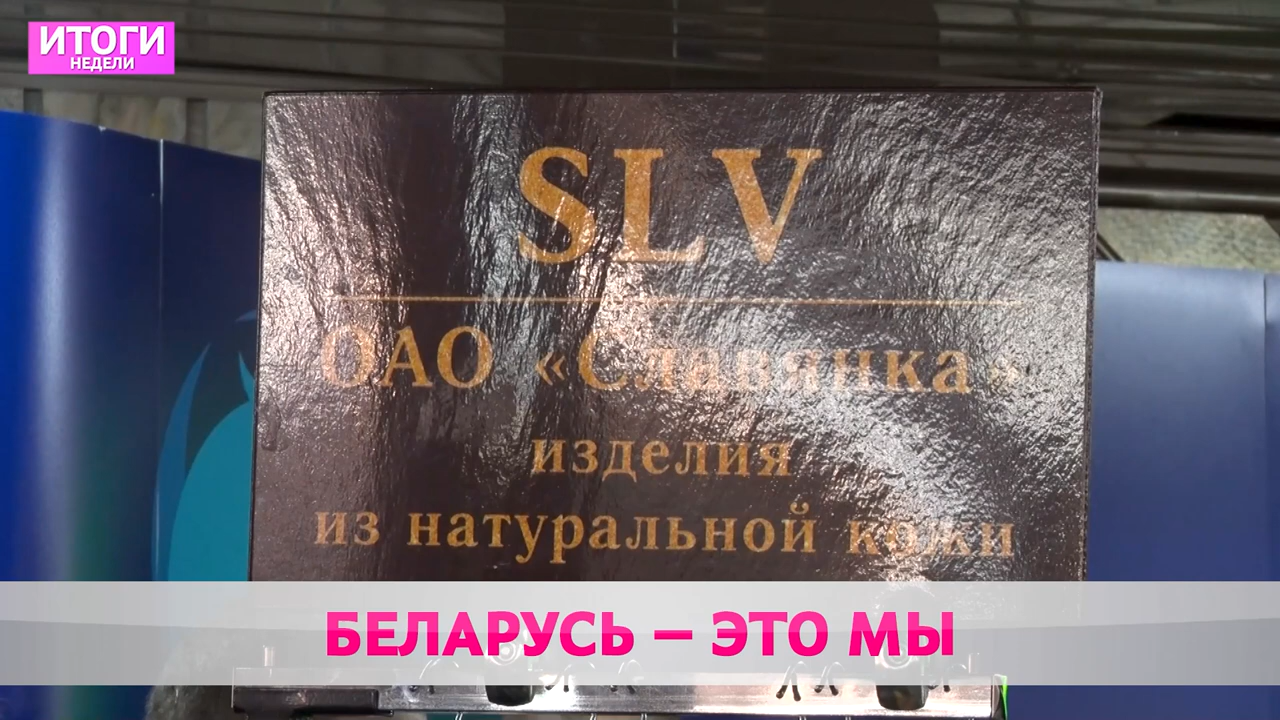 ИТОГИ
НЕДЕЛИ
SLV
ОАО «Славянка»
изделия
из натуральной кожи
БЕЛАРУСЬ – ЭТО МЫ